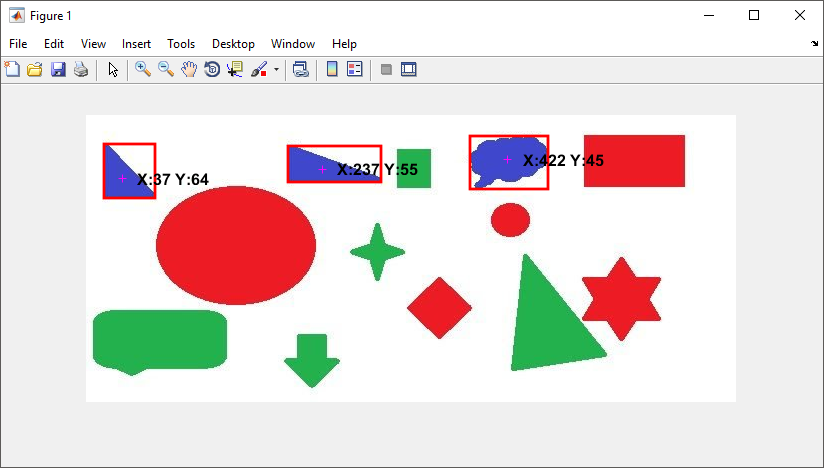 Figure 1
File Edit View Insert Tools Desktop Window Help
X:37 Y:64
X:237 Y:55
X:422 Y:45